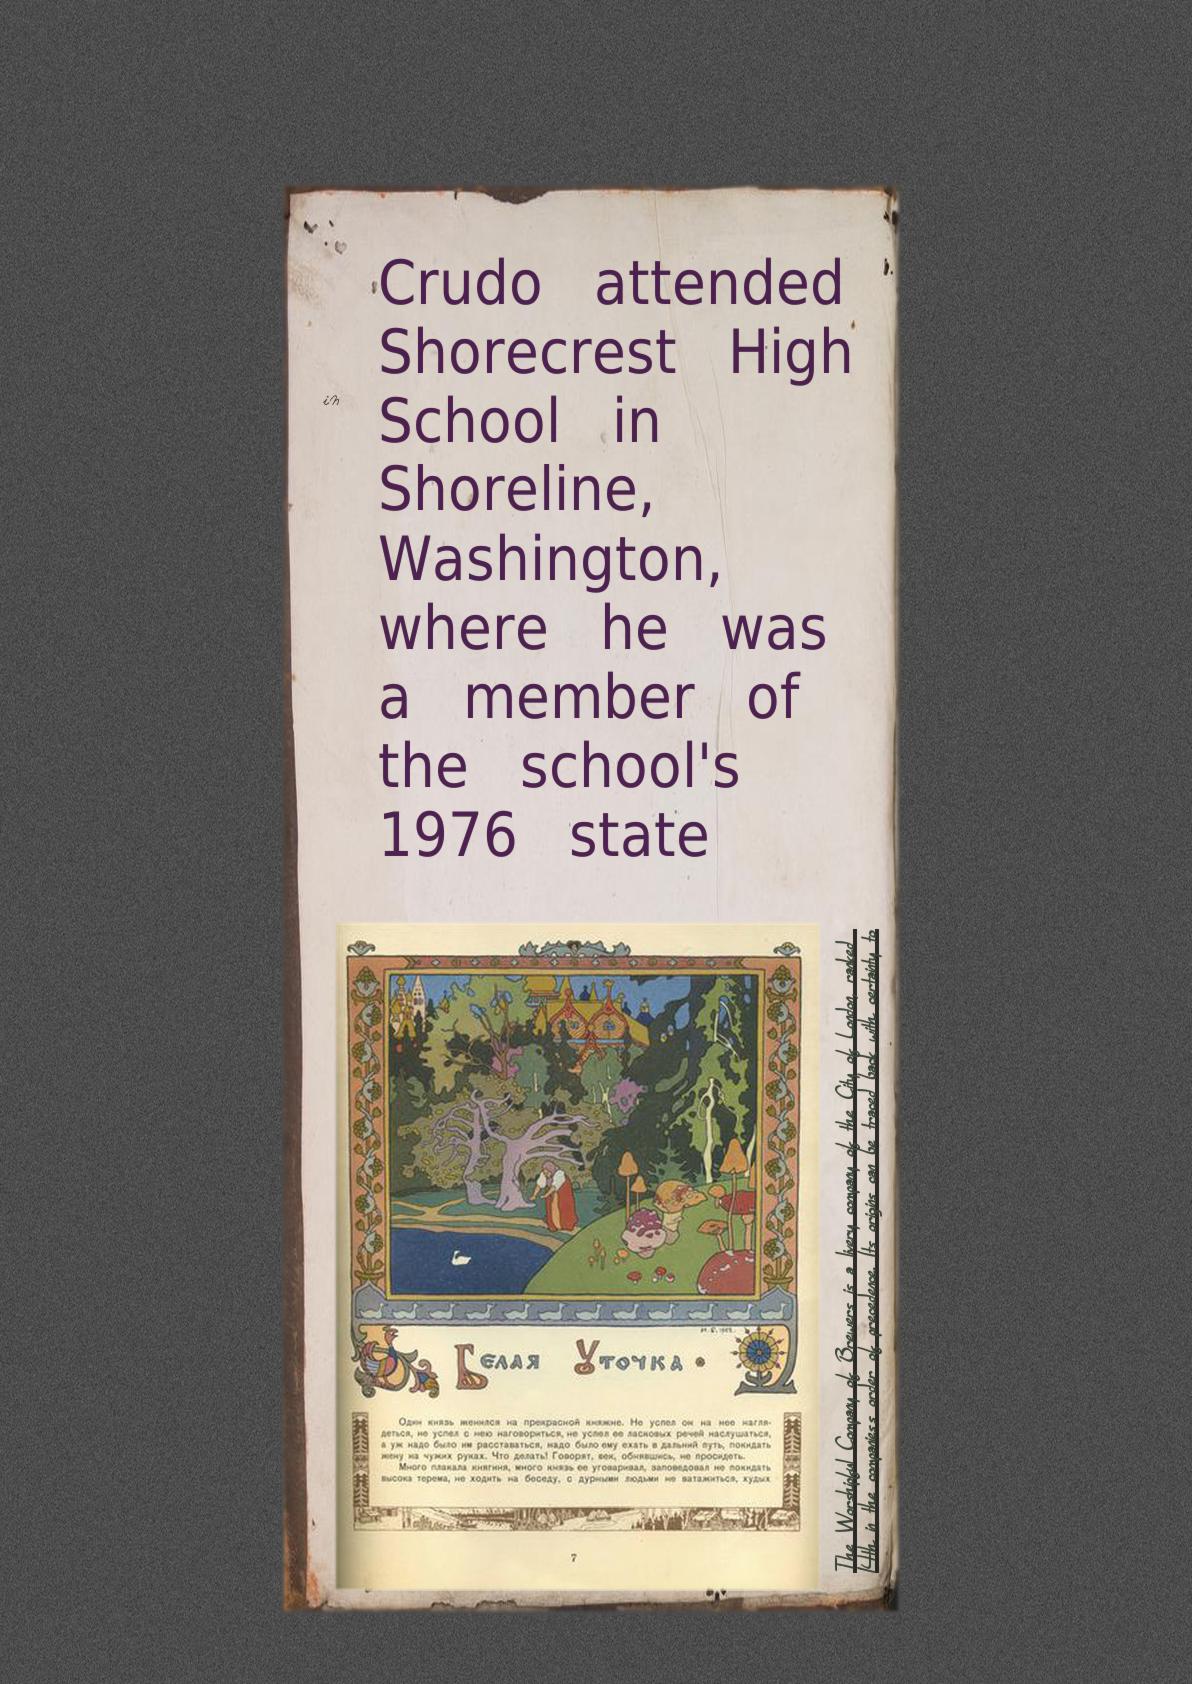 Crudo attended
Shorecrest High
School in
Shoreline,
Washington,
where he was
a member of
the school's
1976 state
in
И.Б. 1902.
Белая Уточка
Один князь женился на прекрасной княжне. Не успел он на нее нагля-
деться, не успел с нею наговориться, не успел ее ласковых речей наслушаться,
а уж надо было им расставаться, надо было ему ехать в дальний путь, покидать
жену на чужих руках. Что делать! Говорят, век, обнявшись, не просидеть.
Много плакала княгиня, много князь ее уговаривал, заповедовал не покидать
высока терема, не ходить на беседу, с дурными людьми не ватажиться, худых
7
The Worshipful Company of Brewers is a livery company of the City of London, ranked
14th in the companies's order of precedence. Its origins can be traced back with certainty to